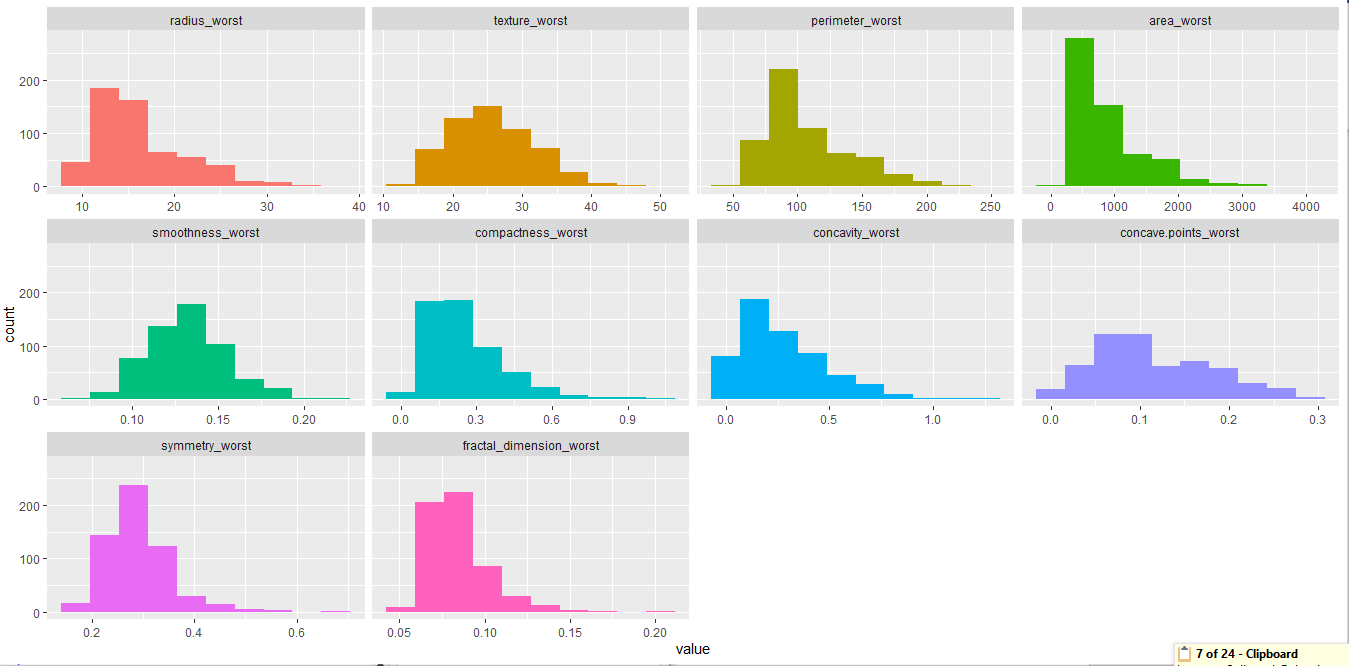 radius_worst texture_worst perimeter_worst area_worst
200
100
0
10 20 30 40 10 20 30 40 50 50 100 150 200 250 0 1000 2000 3000 4000
smoothness_worst compactness_worst concavity_worst concave.points_worst
200
100
0
0.10 0.15 0.20 0.0 0.3 0.6 0.9 0.0 0.5 1.0 0.0 0.1 0.2 0.3
count
symmetry_worst fractal_dimension_worst
200
100
0
0.2 0.4 0.6 0.05 0.10 0.15 0.20
value
7 of 24 - Clipboard